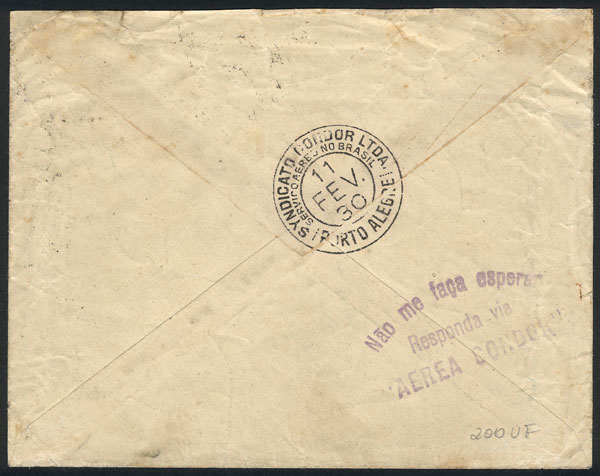 SYNDICATO CONDOR LTDA.
SERVIÇO AEREO NO BRASIL
11
FEV.
30
(PORTO ALEGRE)
Não me faça esperar
Responda via
"AEREA CONDOR"
200 UF